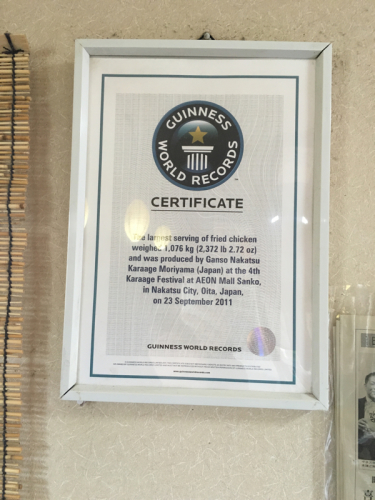 GUINNESS
WORLD RECORDS
™
CERTIFICATE
The largest serving of fried chicken
weighed 1,076 kg (2,372 lb 2.72 oz)
and was produced by Ganso Nakatsu
Karaage Moriyama (Japan) at the 4th
Karaage Festival at AEON Mall Sanko,
in Nakatsu City, Oita, Japan,
on 23 September 2011
GUINNESS WORLD RECORDS